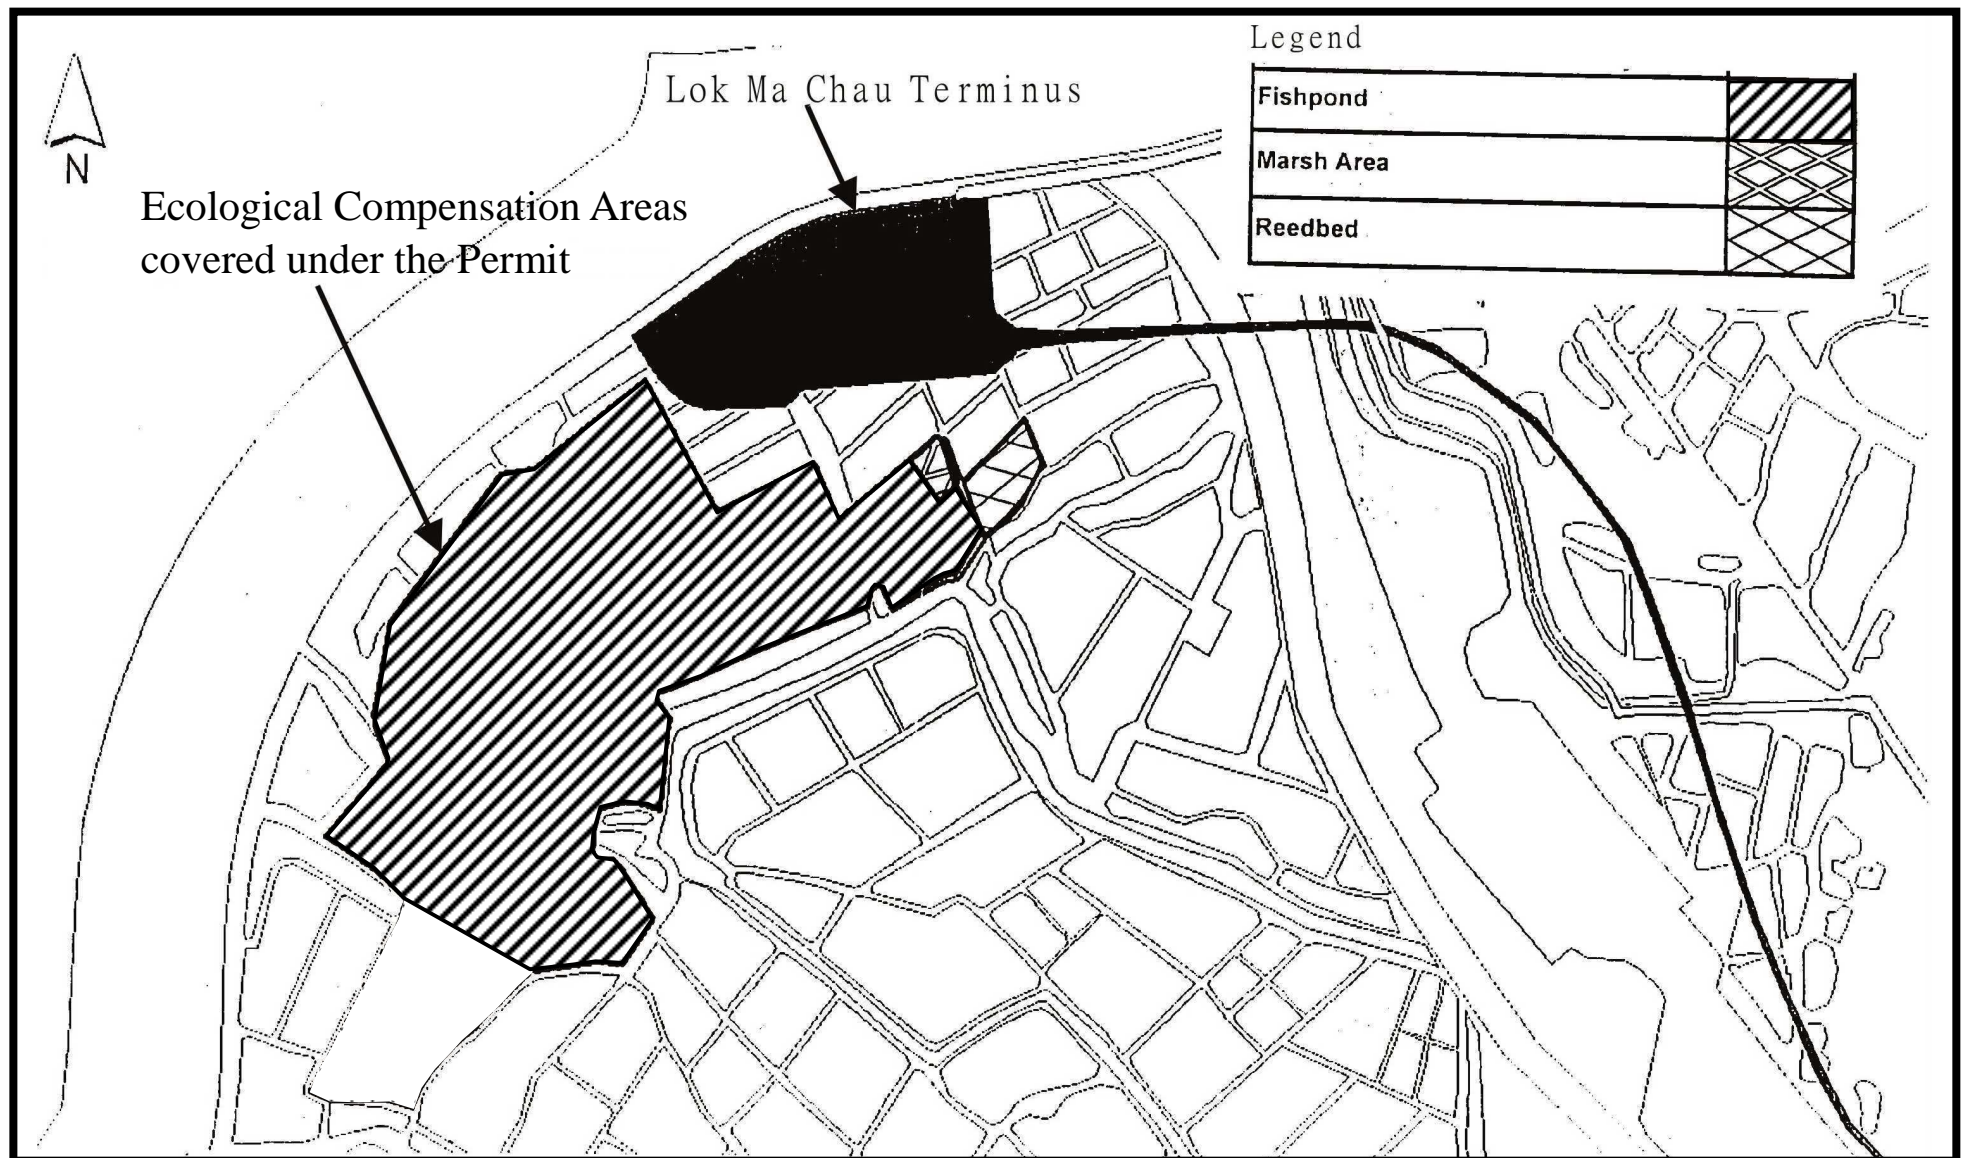 Legend
Lok Ma Chau Terminus
Fishpond
Marsh Area
Reedbed
N
Ecological Compensation Areas
covered under the Permit